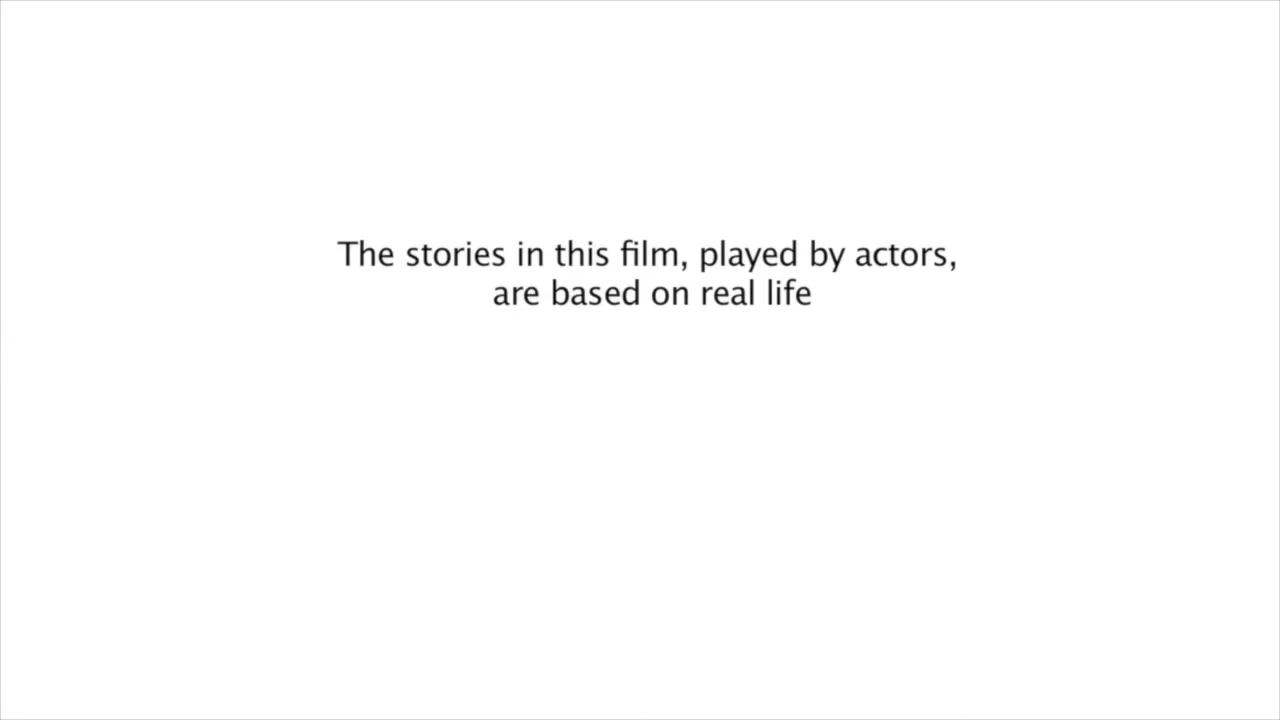 The stories in this film, played by actors,
are based on real life